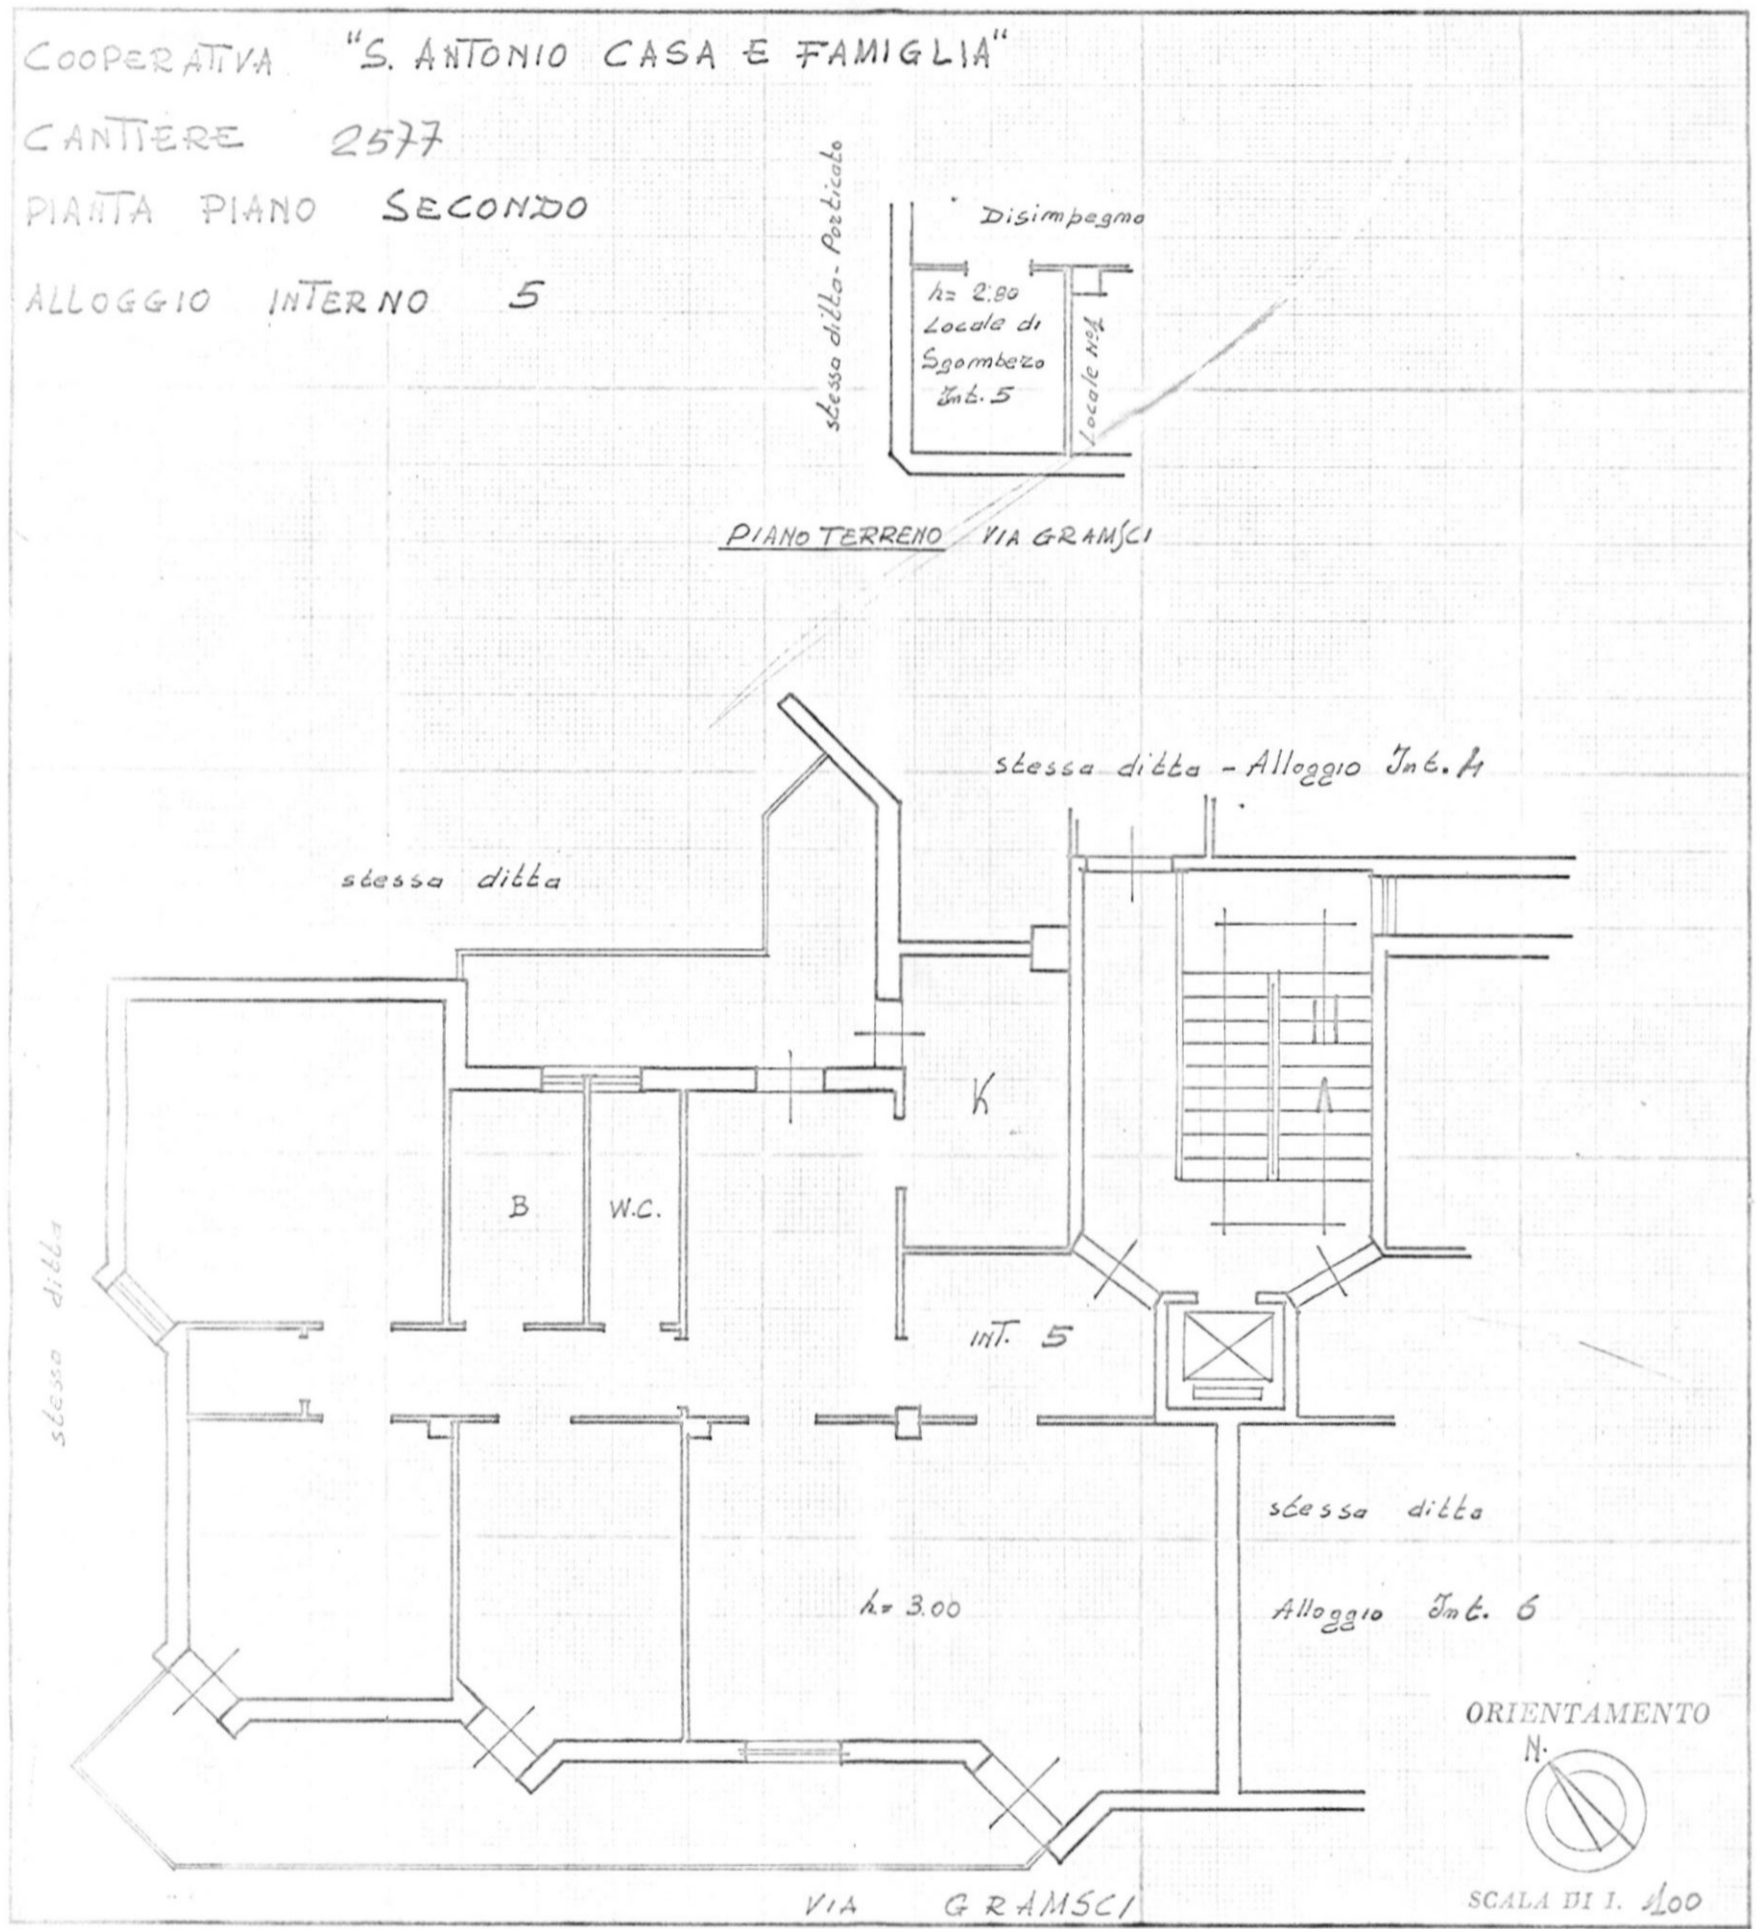 COOPERATIVA "S. ANTONIO CASA E FAMIGLIA"
CANTIERE 2577
PIANTA PIANO SECONDO
ALLOGGIO INTERNO 5
stessa ditta - Porticato
Disimpegno
h= 2.80
Locale di
Sgombero
Int. 5
Locale N°1
PIANO TERRENO VIA GRAMSCI
stessa ditta - Alloggio Int. 4
stessa ditta
K
B
W.C.
stessa ditta
INT. 5
stessa ditta
h= 3.00
Alloggio Int. 6
ORIENTAMENTO
N.
SCALA DI 1. 100
VIA GRAMSCI